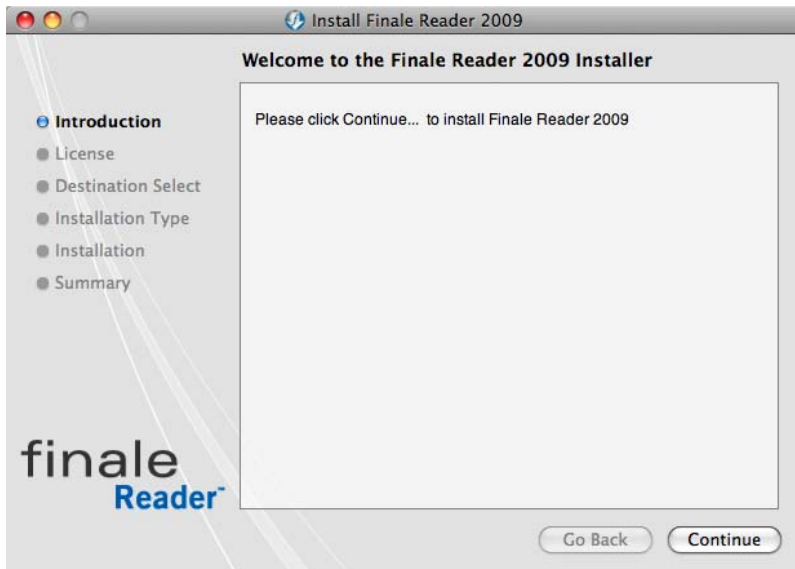 Install Finale Reader 2009
Welcome to the Finale Reader 2009 Installer
Introduction
License
Destination Select
Installation Type
Installation
Summary
Please click Continue... to install Finale Reader 2009
finale
Reader™
Go Back
Continue